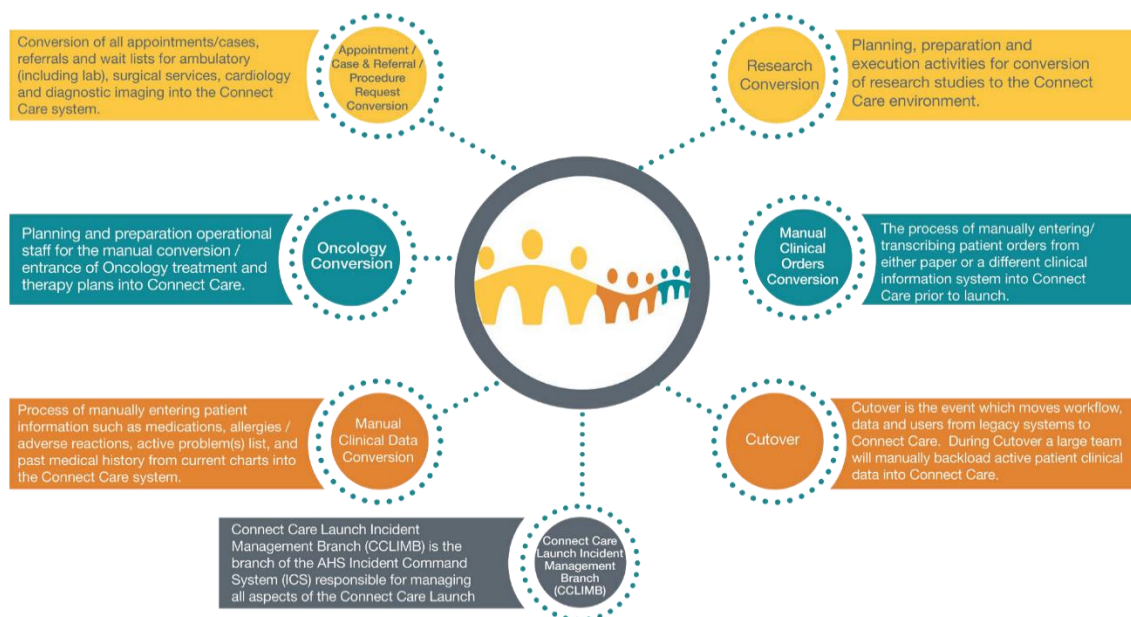 Conversion of all appointments/cases,
referrals and wait lists for ambulatory
(including lab), surgical services, cardiology
and diagnostic imaging into the Connect
Care system.
Appointment /
Case & Referral /
Procedure
Request
Conversion
Research
Conversion
Planning, preparation and
execution activities for conversion
of research studies to the Connect
Care environment.
Planning and preparation operational
staff for the manual conversion /
entrance of Oncology treatment and
therapy plans into Connect Care.
Oncology
Conversion
Manual
Clinical
Orders
Conversion
The process of manually entering/
transcribing patient orders from
either paper or a different clinical
information system into Connect
Care prior to launch.
Process of manually entering patient
information such as medications, allergies /
adverse reactions, active problem(s) list, and
past medical history from current charts into
the Connect Care system.
Manual
Clinical Data
Conversion
Cutover
Cutover is the event which moves workflow,
data and users from legacy systems to
Connect Care. During Cutover a large team
will manually backload active patient clinical
data into Connect Care.
Connect Care Launch Incident
Management Branch (CCLIMB) is the
branch of the AHS Incident Command
System (ICS) responsible for managing
all aspects of the Connect Care Launch
Connect Care
Launch Incident
Management
Branch
(CCLIMB)